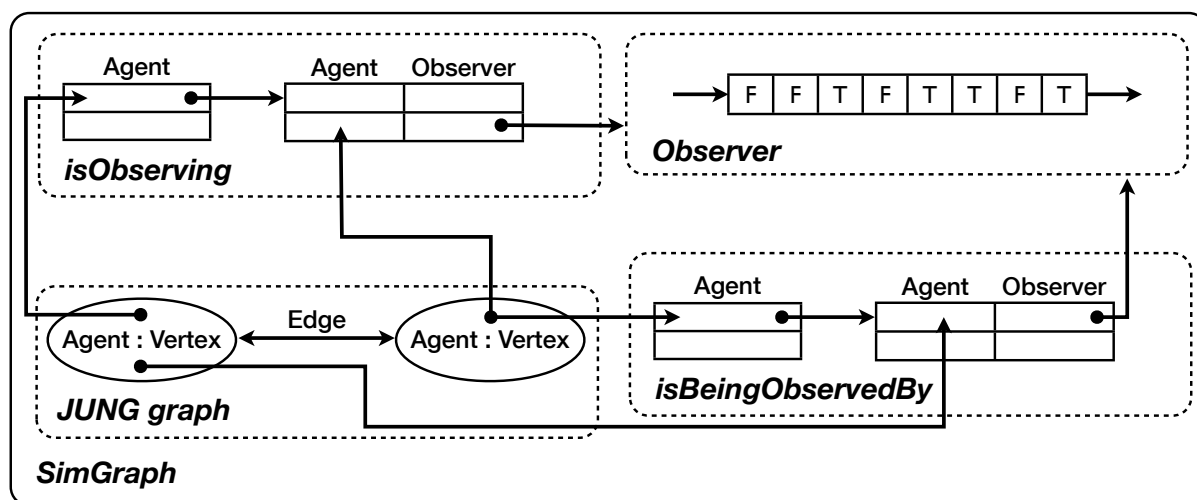 Agent
Agent Observer
isObserving
F F T F T T F T
Observer
Agent : Vertex
Edge
Agent : Vertex
JUNG graph
Agent
Agent Observer
isBeingObservedBy
SimGraph